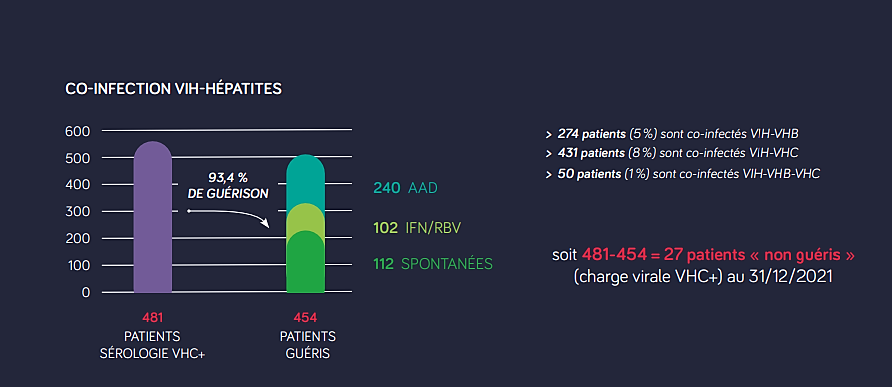 CO-INFECTION VIH-HÉPATITES
600
500
400
300
200
100
0
93,4 %
DE GUÉRISON
240 AAD
102 IFN/RBV
112 SPONTANÉES
481
PATIENTS
SÉROLOGIE VHC+
454
PATIENTS
GUÉRIS
> 274 patients (5 %) sont co-infectés VIH-VHB
> 431 patients (8 %) sont co-infectés VIH-VHC
> 50 patients (1 %) sont co-infectés VIH-VHB-VHC
soit 481-454 = 27 patients « non guéris »
(charge virale VHC+) au 31/12/2021